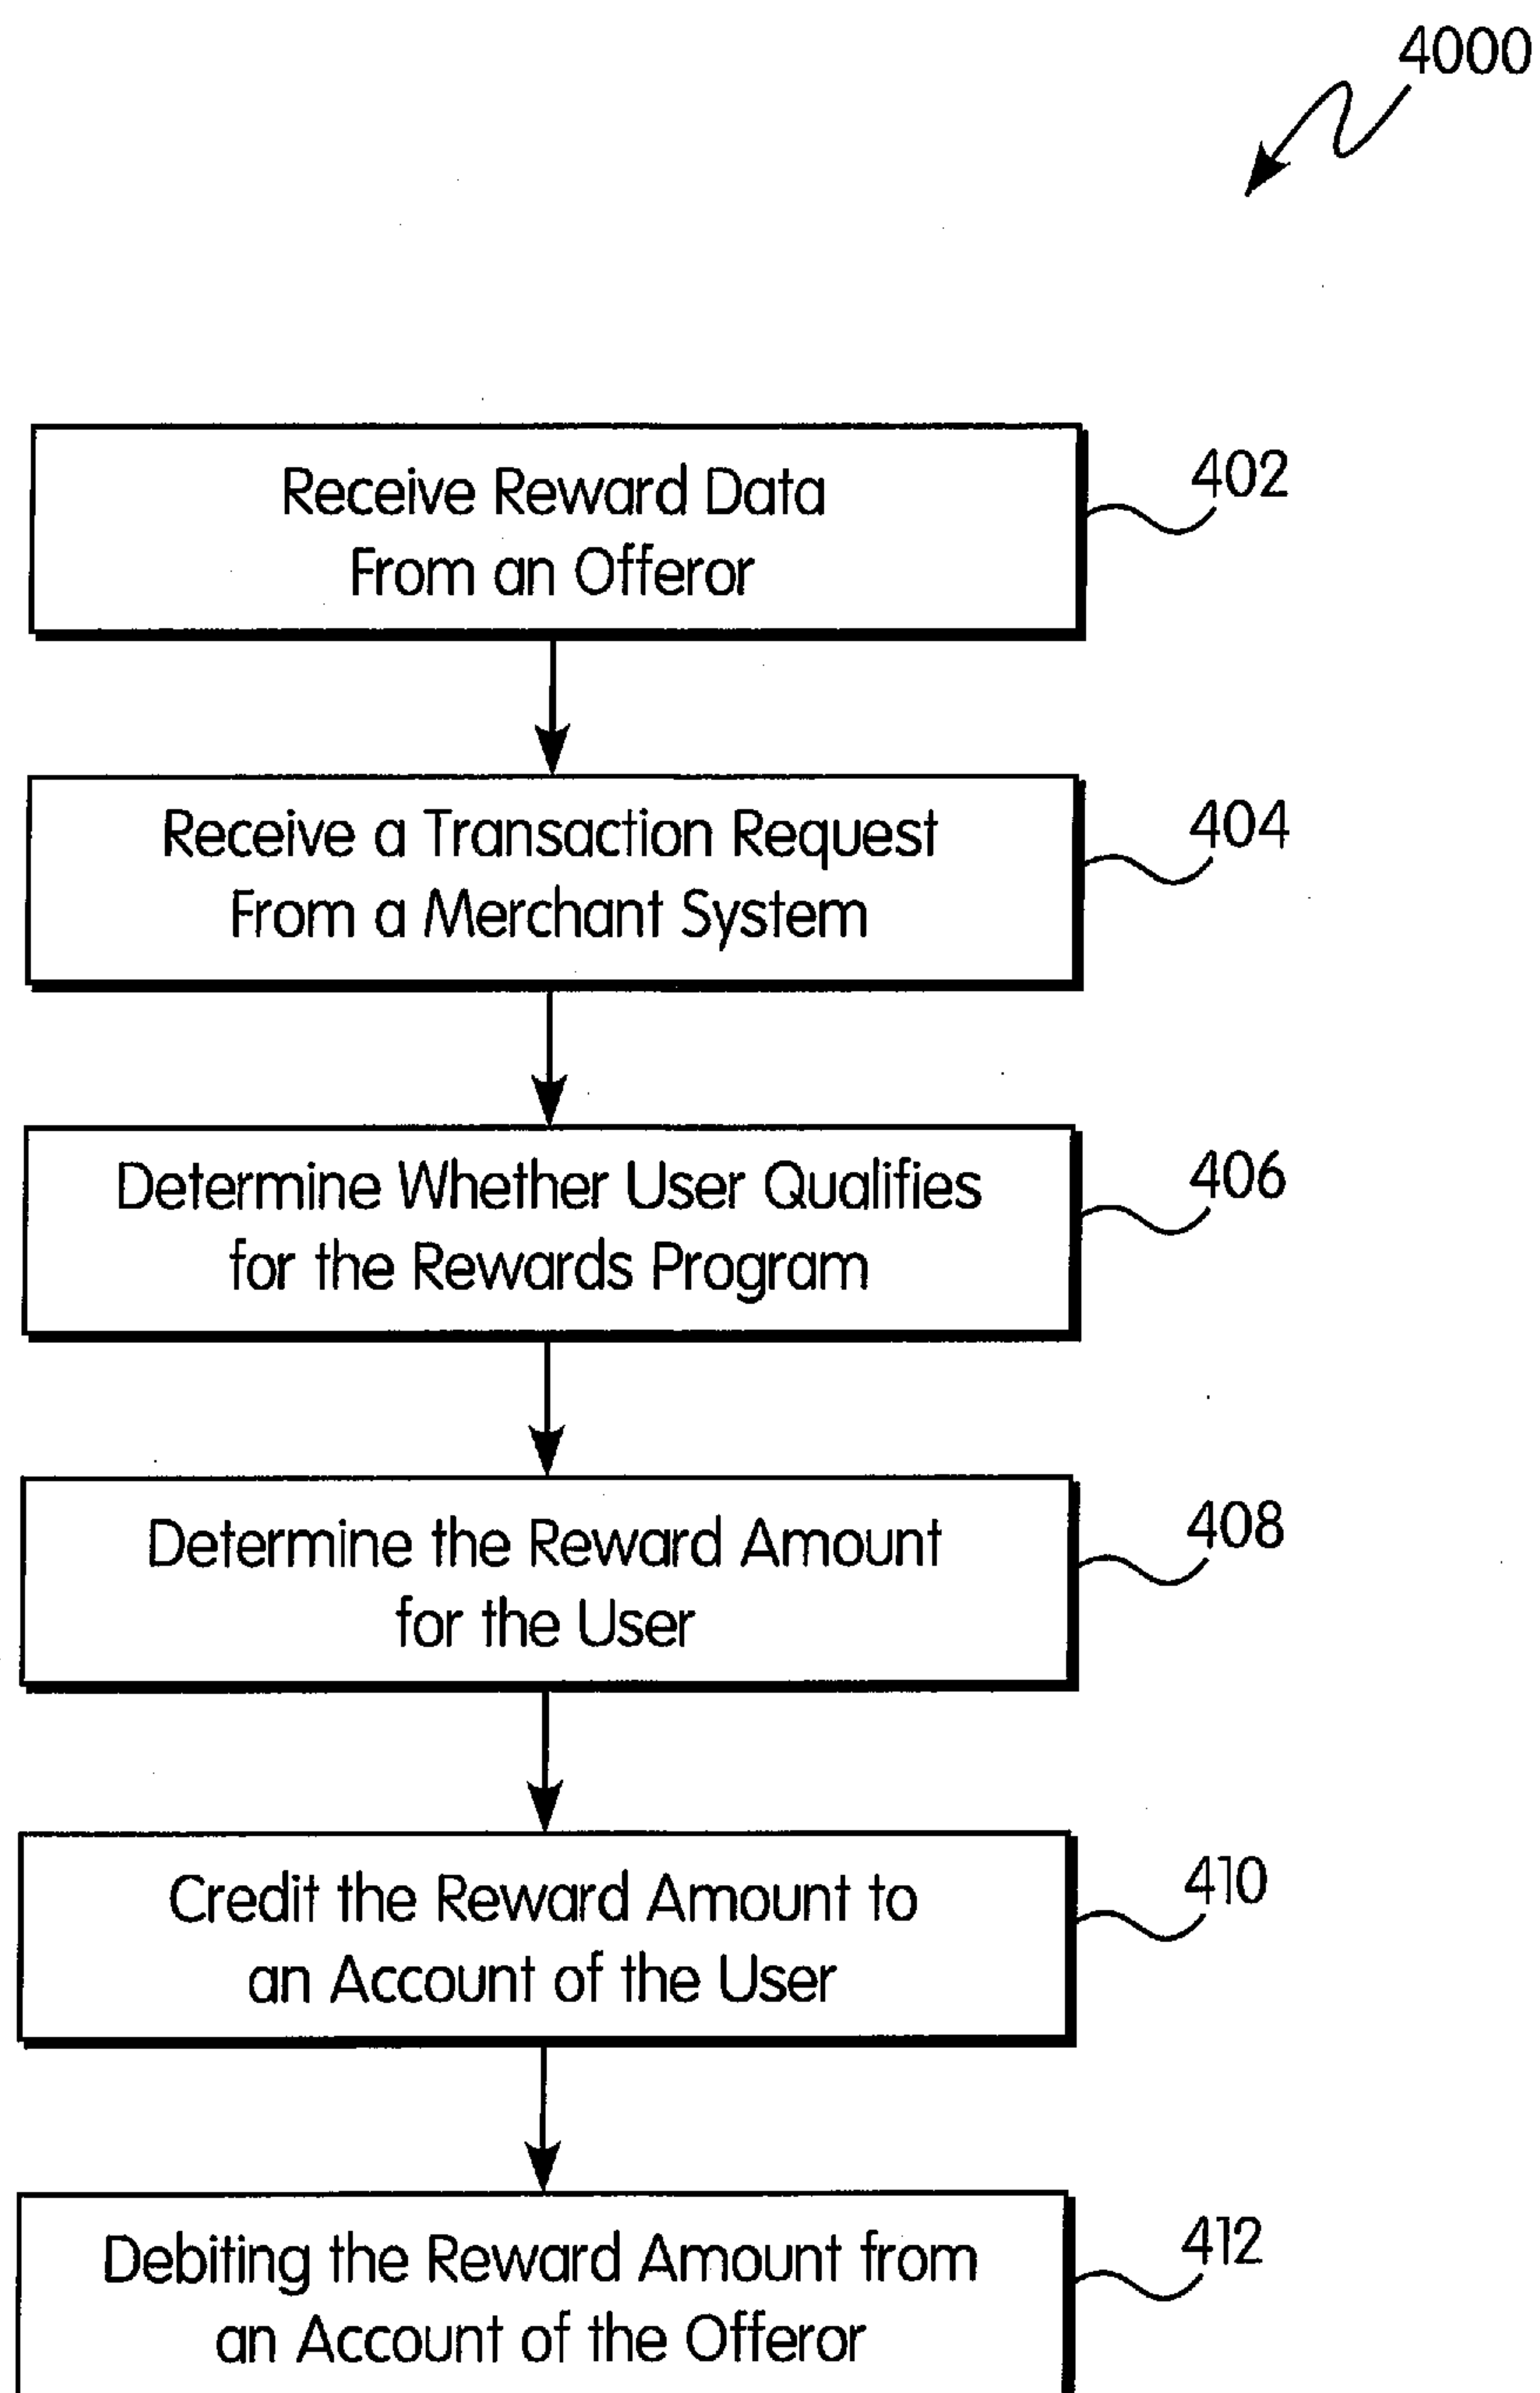 4000
Receive Reward Data
From an Offeror
402
Receive a Transaction Request
From a Merchant System
404
Determine Whether User Qualifies
for the Rewards Program
406
Determine the Reward Amount
for the User
408
Credit the Reward Amount to
an Account of the User
410
Debiting the Reward Amount from
an Account of the Offeror
412